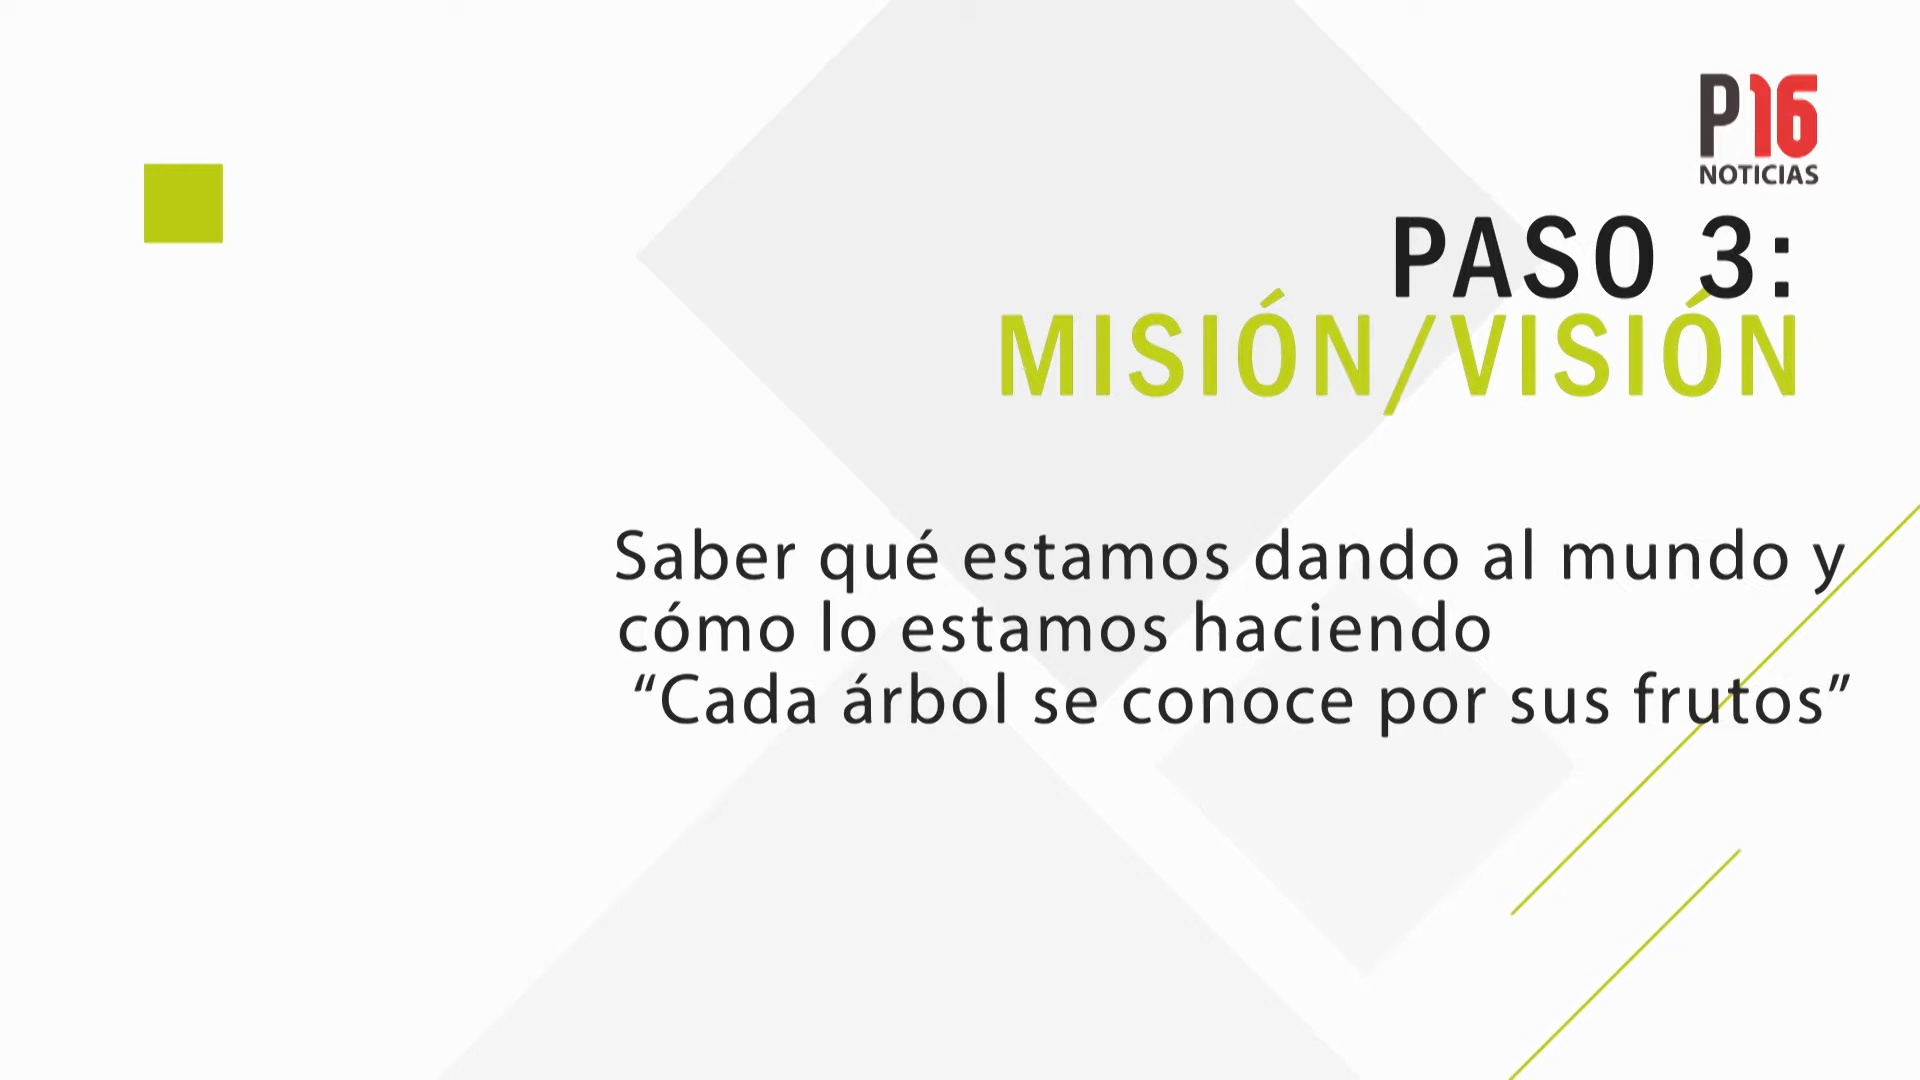 P16
NOTICIAS
PASO 3:
MISIÓN/VISIÓN
Saber qué estamos dando al mundo y
cómo lo estamos haciendo
“Cada árbol se conoce por sus frutos”